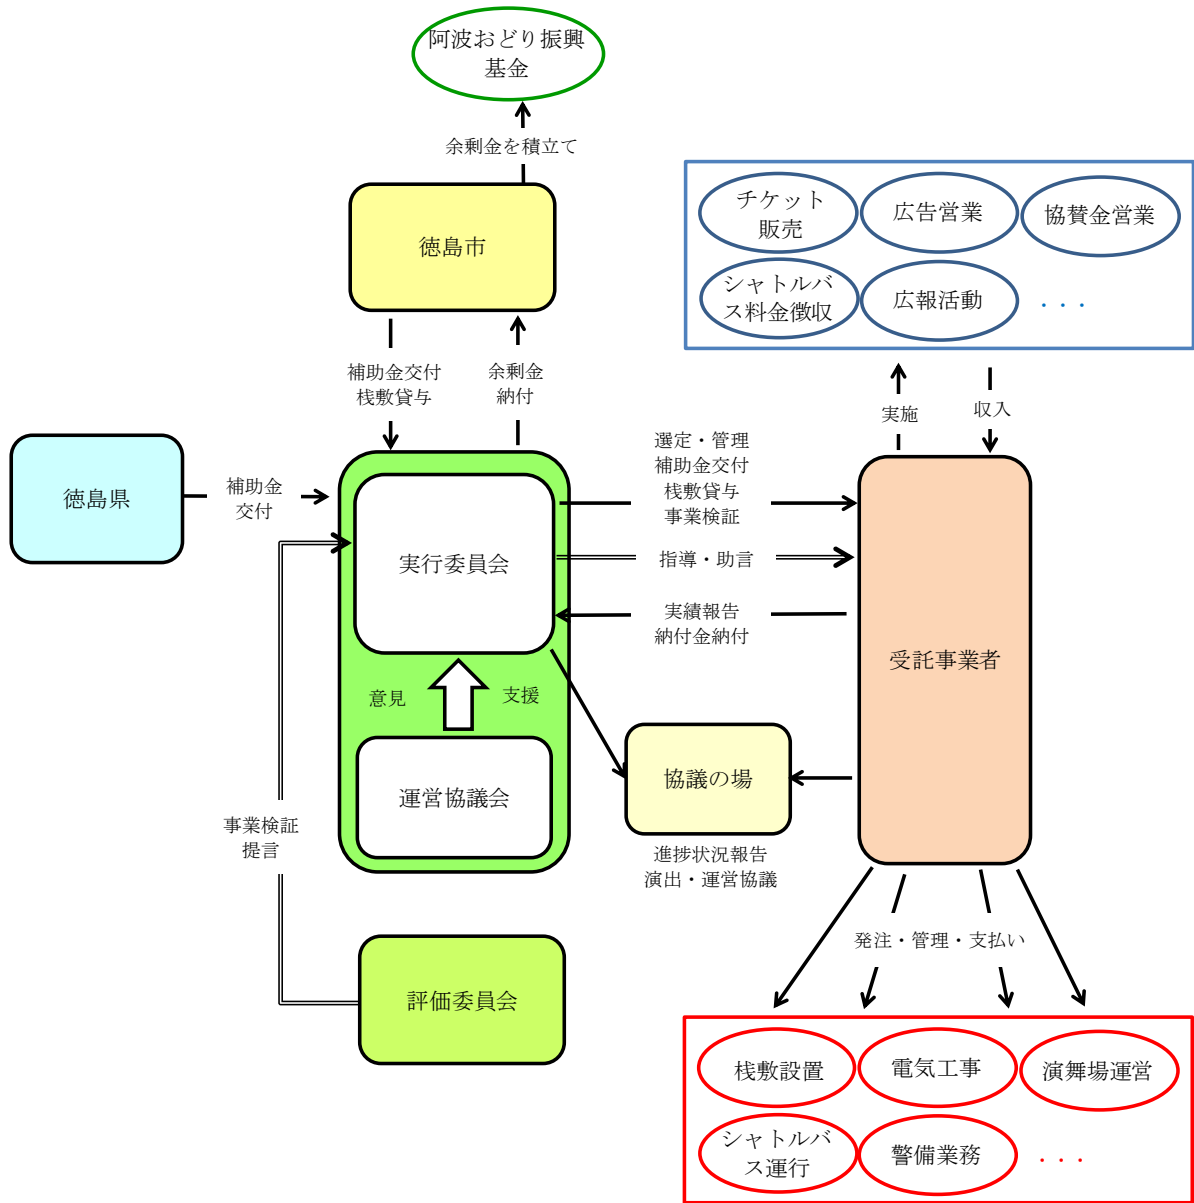 阿波おどり振興
基金
余剰金を積立て
徳島市
チケット
販売
広告営業
協賛金営業
シャトルバ
ス料金徴収
広報活動
...
補助金交付
桟敷貸与
余剰金
納付
実施
収入
徳島県
補助金
交付
選定・管理
補助金交付
桟敷貸与
事業検証
実行委員会
指導・助言
実績報告
納付金納付
受託事業者
意見
支援
運営協議会
協議の場
進捗状況報告
演出・運営協議
事業検証
提言
評価委員会
発注・管理・支払い
桟敷設置
電気工事
演舞場運営
シャトルバ
ス運行
警備業務
...